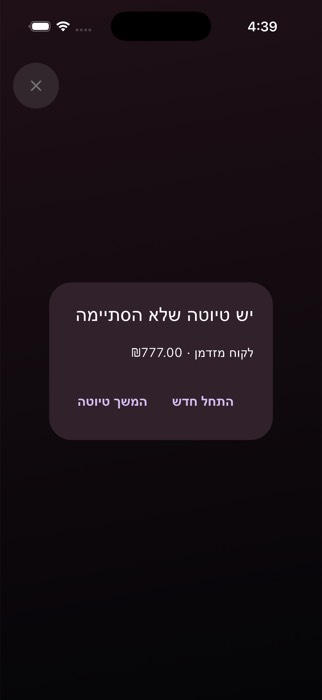 4:39
יש טיוטה שלא הסתיימה
לקוח מזדמן · ₪777.00
התחל חדש
המשך טיוטה